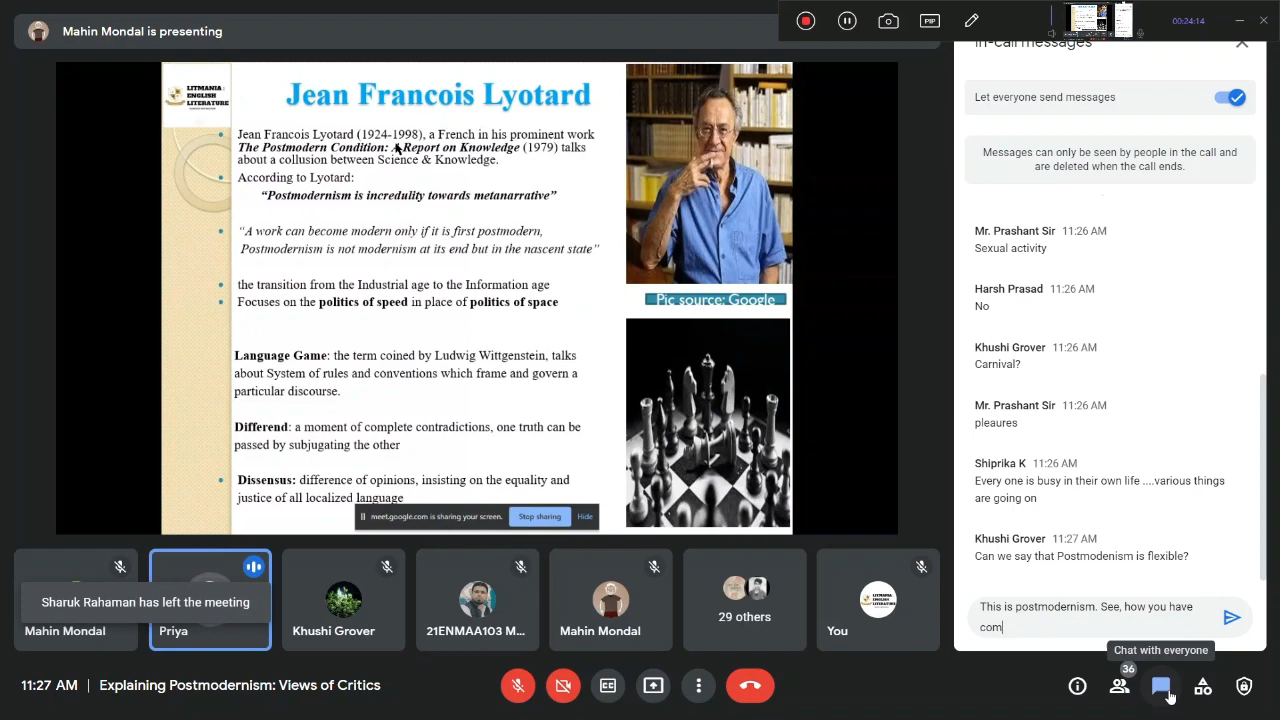 Mahin Mondal is presenting
PIP
00:24:14
In-call messages
Let everyone send messages
Messages can only be seen by people in the call and
are deleted when the call ends.
LITMANIA :
ENGLISH
LITERATURE
Jean Francois Lyotard
Jean Francois Lyotard (1924-1998), a French in his prominent work
The Postmodern Condition: A Report on Knowledge (1979) talks
about a collusion between Science & Knowledge.
According to Lyotard:
“Postmodernism is incredulity towards metanarrative”
“A work can become modern only if it is first postmodern,
Postmodernism is not modernism at its end but in the nascent state”
the transition from the Industrial age to the Information age
Focuses on the politics of speed in place of politics of space
Language Game: the term coined by Ludwig Wittgenstein, talks
about System of rules and conventions which frame and govern a
particular discourse.
Differend: a moment of complete contradictions, one truth can be
passed by subjugating the other
Dissensus: difference of opinions, insisting on the equality and
justice of all localized language
Pic source: Google
meet.google.com is sharing your screen.
Stop sharing
Hide
Mr. Prashant Sir 11:26 AM
Sexual activity
Harsh Prasad 11:26 AM
No
Khushi Grover 11:26 AM
Carnival?
Mr. Prashant Sir 11:26 AM
pleaures
Shiprika K 11:26 AM
Every one is busy in their own life ....various things
are going on
Khushi Grover 11:27 AM
Can we say that Postmodenism is flexible?
This is postmodernism. See, how you have
com
Chat with everyone
Sharuk Rahaman has left the meeting
Mahin Mondal
Priya
Khushi Grover
21ENMAA103 M...
Mahin Mondal
29 others
LITMANIA :
ENGLISH
LITERATURE
You
11:27 AM | Explaining Postmodernism: Views of Critics
36